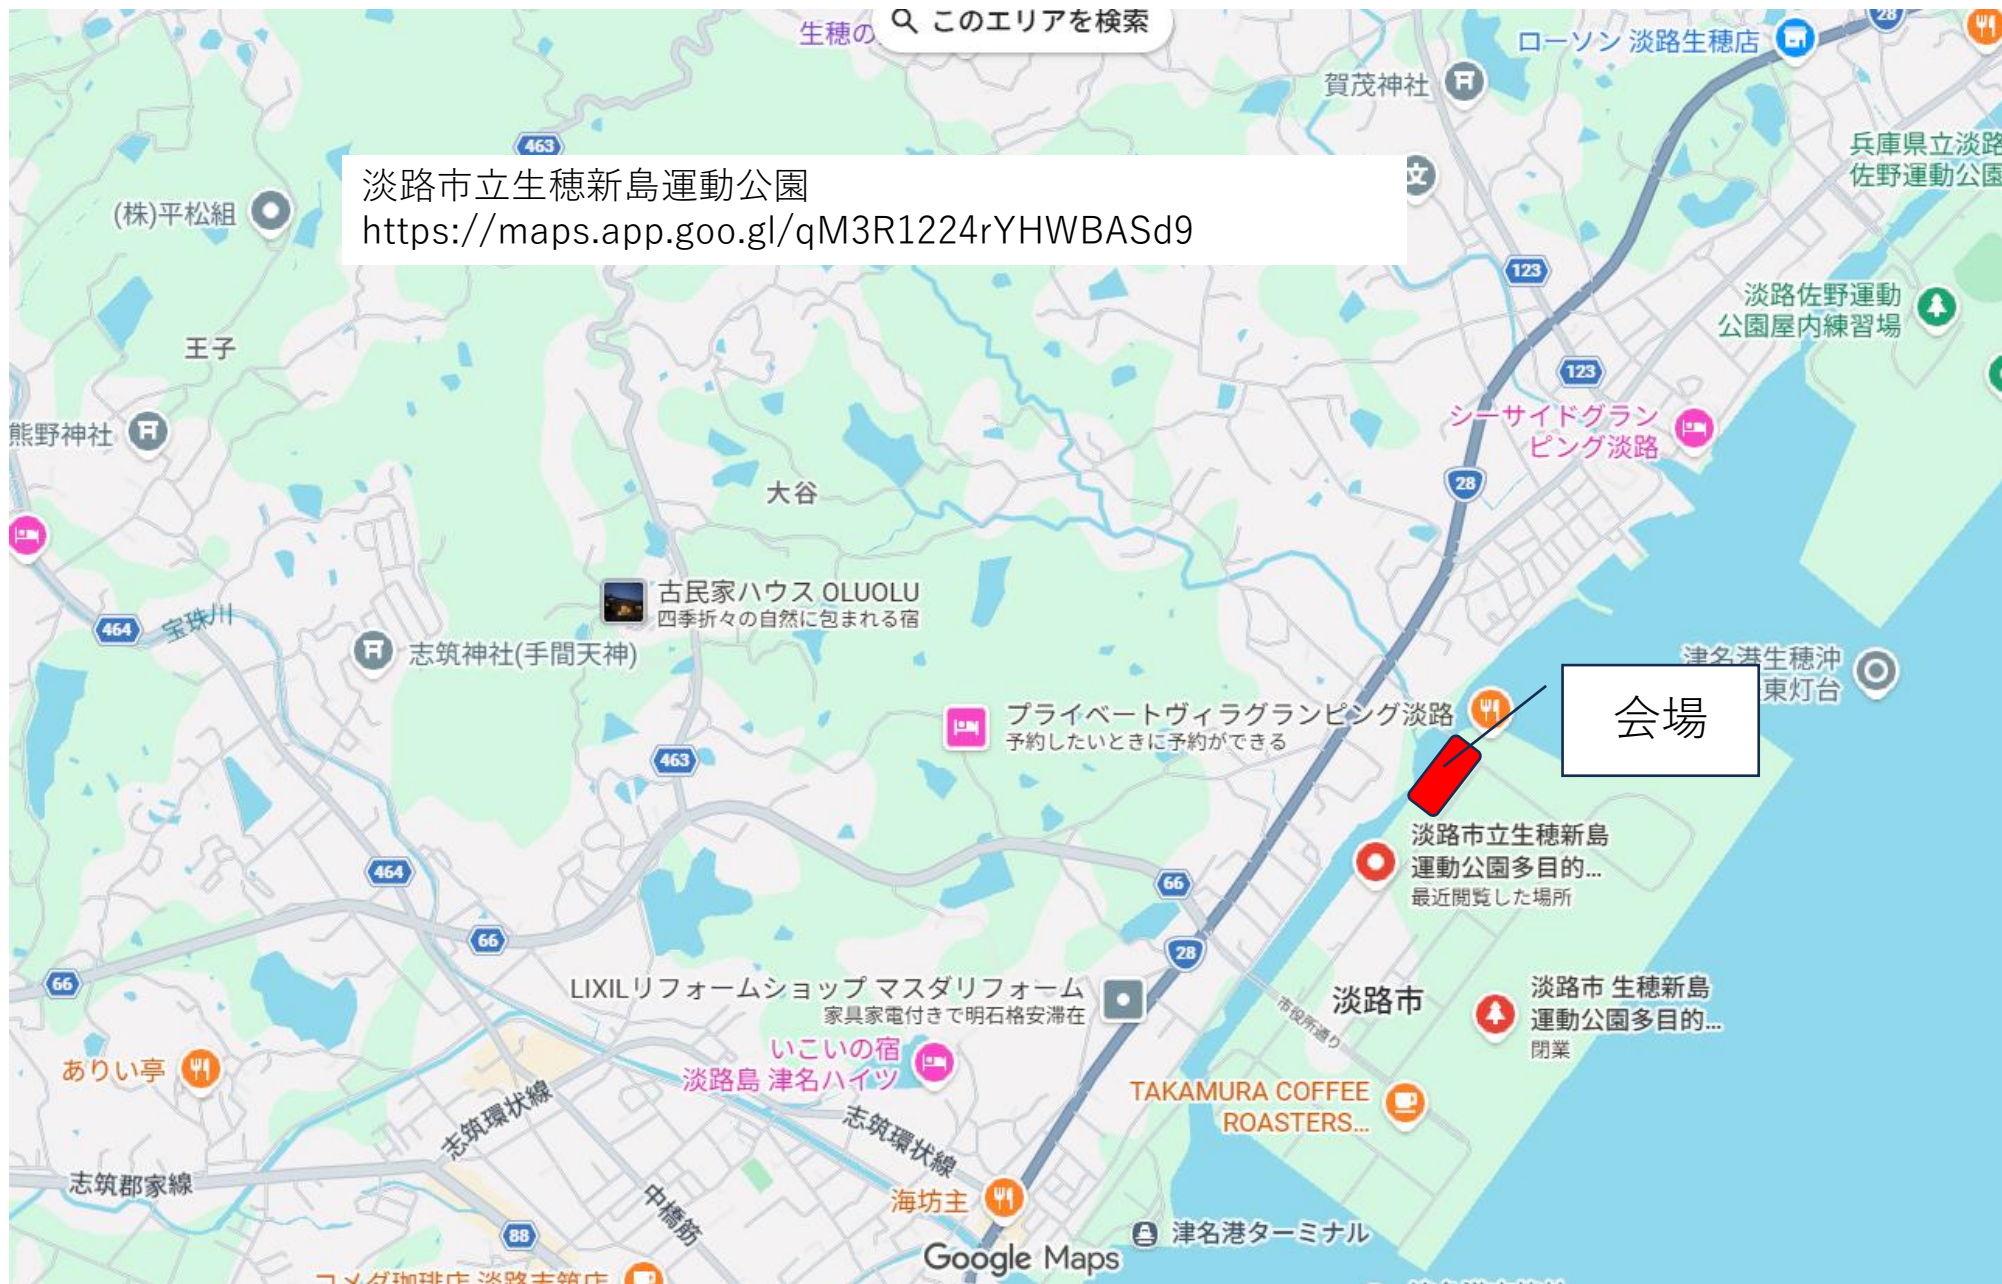 このエリアを検索
生穂の
ローソン 淡路生穂店
28
賀茂神社
兵庫県立淡路
佐野運動公園
463
淡路市立生穂新島運動公園
https://maps.app.goo.gl/qM3R1224rYHWBASd9
文
(株)平松組
123
淡路佐野運動
公園屋内練習場
王子
123
シーサイドグラン
ピング淡路
熊野神社
28
大谷
古民家ハウス OLUOLU
四季折々の自然に包まれる宿
464
宝珠川
志筑神社(手間天神)
津名港生穂沖
東灯台
会場
プライベートヴィラグランピング淡路
予約したいときに予約ができる
463
淡路市立生穂新島
運動公園多目的...
最近閲覧した場所
464
66
66
28
66
LIXILリフォームショップ マスダリフォーム
家具家電付きで明石格安滞在
淡路市
市役所通り
淡路市 生穂新島
運動公園多目的...
閉業
いこいの宿
淡路島 津名ハイツ
ありい亭
TAKAMURA COFFEE
ROASTERS...
志筑環状線
志筑環状線
志筑郡家線
中橋筋
海坊主
88
津名港ターミナル
Google Maps
コメダ珈琲店 淡路志筑店